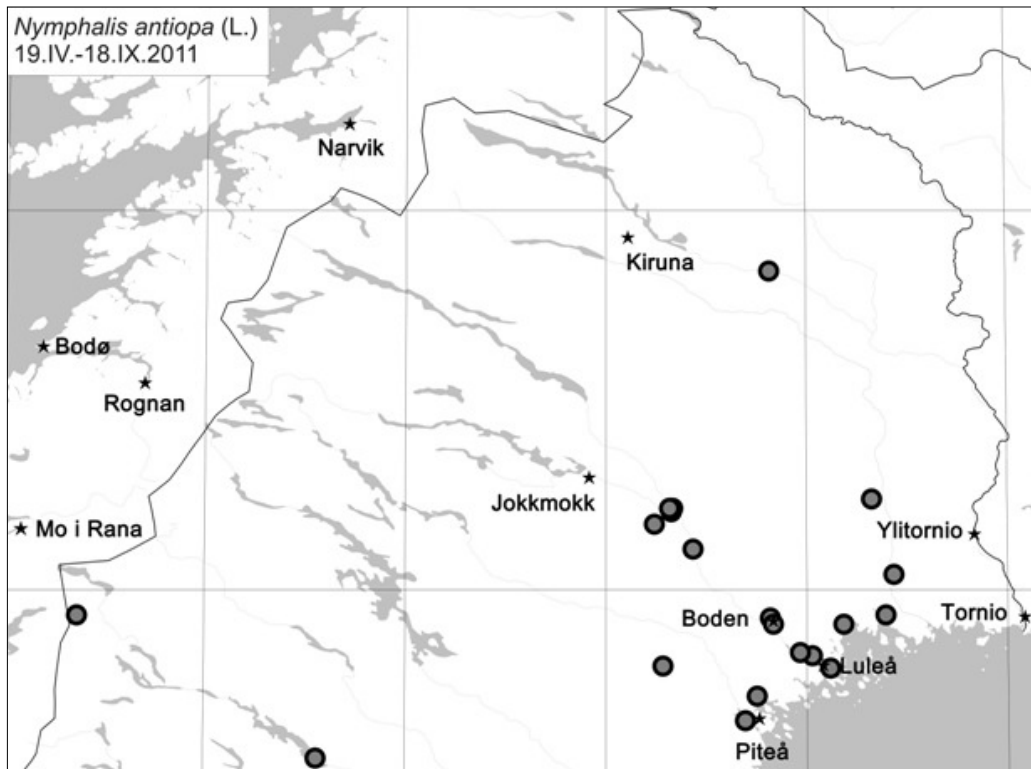 Nymphalis antiopa (L.)
19.IV.-18.IX.2011
Narvik
Kiruna
Bodø
Rognan
Jokkmokk
Mo i Rana
Ylitornio
Boden
Tornio
Luleå
Piteå